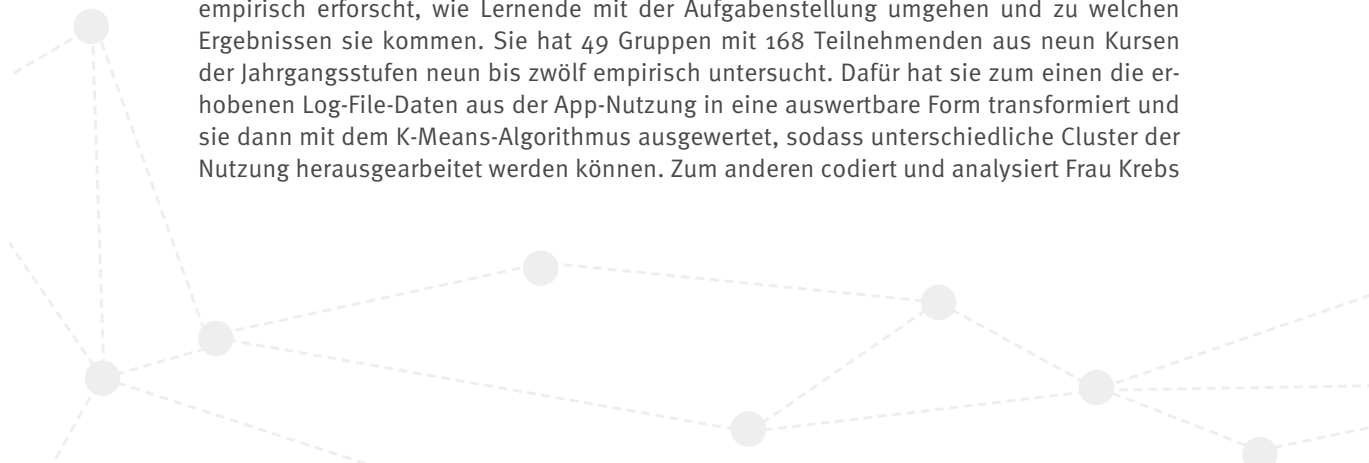 empirisch erforscht, wie Lernende mit der Aufgabenstellung umgehen und zu welchen
Ergebnissen sie kommen. Sie hat 49 Gruppen mit 168 Teilnehmenden aus neun Kursen
der Jahrgangsstufen neun bis zwölf empirisch untersucht. Dafür hat sie zum einen die er-
hobenen Log-File-Daten aus der App-Nutzung in eine auswertbare Form transformiert und
sie dann mit dem K-Means-Algorithmus ausgewertet, sodass unterschiedliche Cluster der
Nutzung herausgearbeitet werden können. Zum anderen codiert und analysiert Frau Krebs